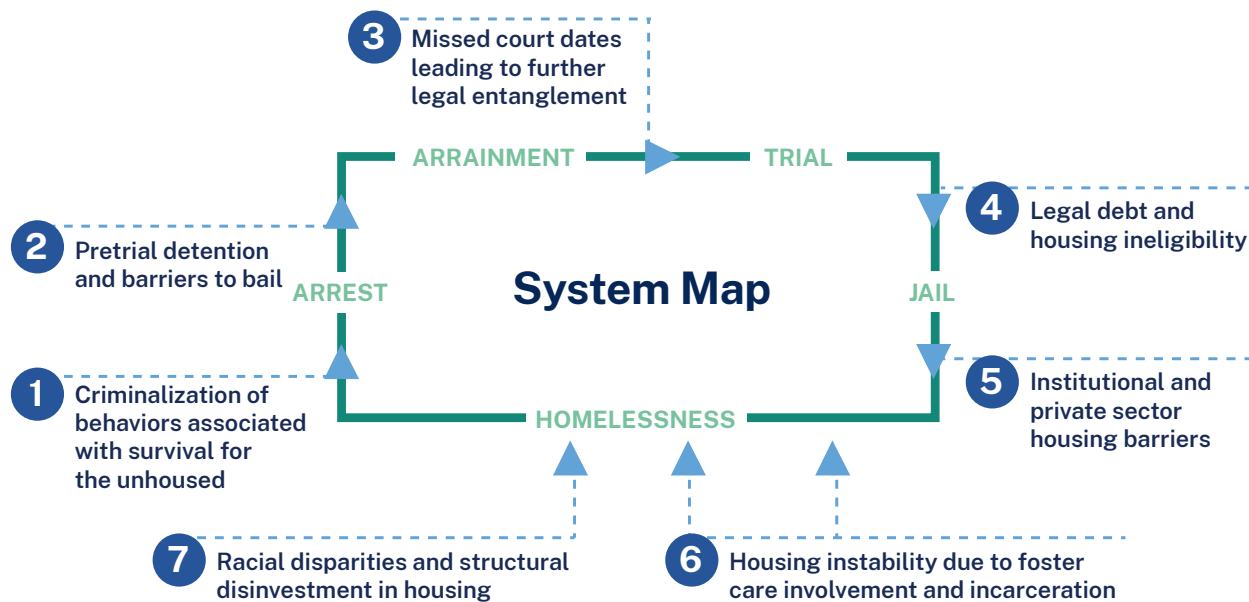 3
Missed court dates
leading to further
legal entanglement
ARRAINMENT
TRIAL
4
Legal debt and
housing ineligibility
2
Pretrial detention
and barriers to bail
ARREST
System Map
JAIL
1
Criminalization of
behaviors associated
with survival for
the unhoused
5
Institutional and
private sector
housing barriers
HOMELESSNESS
7
Racial disparities and structural
disinvestment in housing
6
Housing instability due to foster
care involvement and incarceration